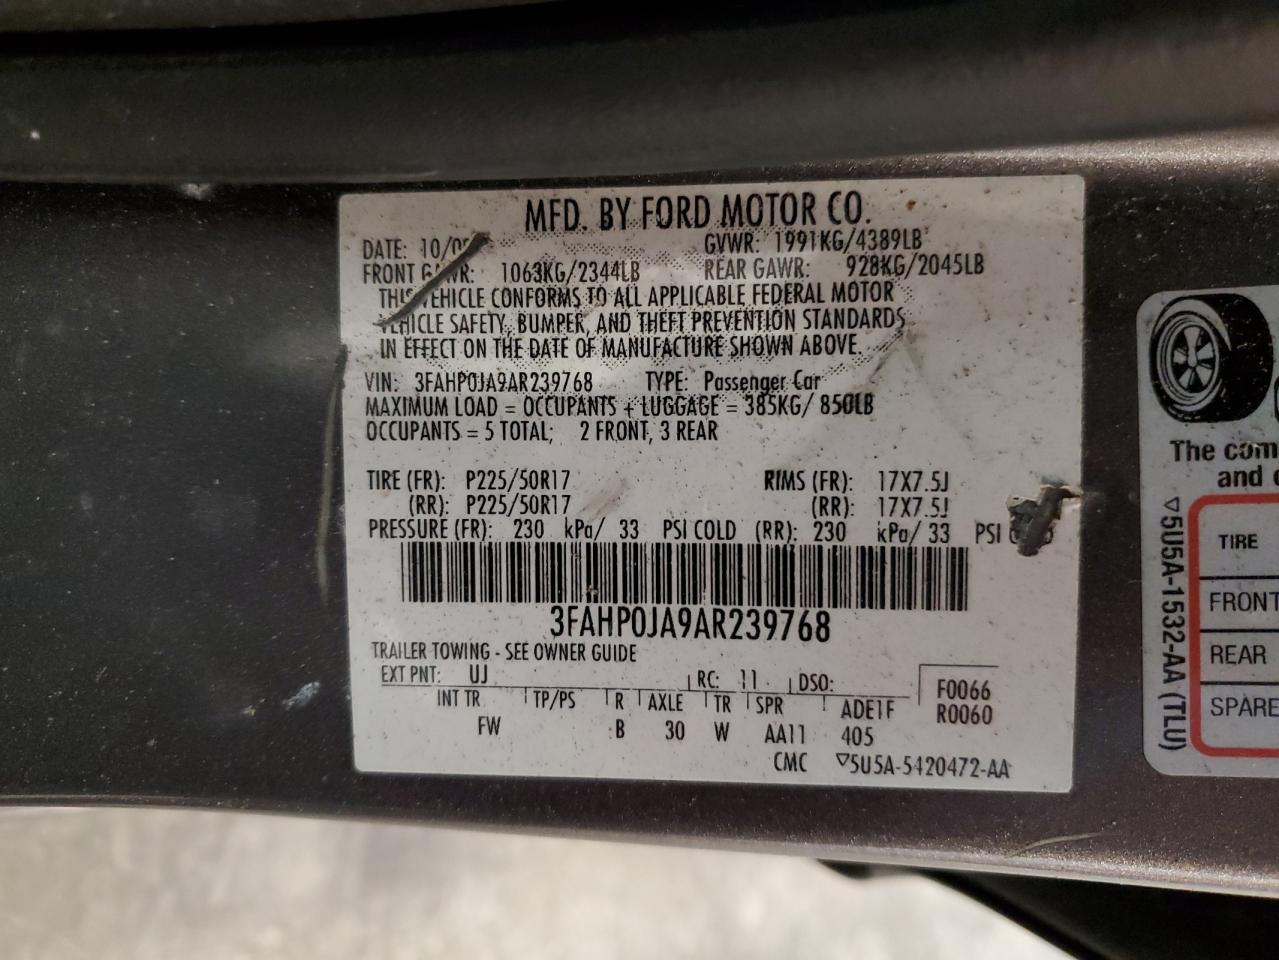 MFD. BY FORD MOTOR CO.
DATE: 10/0 GVWR: 1991KG/4389LB
FRONT GAWR: 1063KG/2344LB REAR GAWR: 928KG/2045LB
THIS VEHICLE CONFORMS TO ALL APPLICABLE FEDERAL MOTOR
VEHICLE SAFETY, BUMPER, AND THEFT PREVENTION STANDARDS
IN EFFECT ON THE DATE OF MANUFACTURE SHOWN ABOVE.
VIN: 3FAHP0JA9AR239768 TYPE: Passenger Car
MAXIMUM LOAD = OCCUPANTS + LUGGAGE = 385KG/ 850LB
OCCUPANTS = 5 TOTAL; 2 FRONT, 3 REAR
TIRE (FR): P225/50R17 RIMS (FR): 17X7.5J
(RR): P225/50R17 (RR): 17X7.5J
PRESSURE (FR): 230 kPa/ 33 PSI COLD (RR): 230 kPa/ 33 PSI
3FAHP0JA9AR239768
TRAILER TOWING - SEE OWNER GUIDE
EXT PNT: UJ RC: 11 DSO:
INT TR TP/PS R AXLE TR SPR ADE1F
FW B 30 W AA11 405
F0066
R0060
CMC ▽5U5A-5420472-AA
The com
and
▽5U5A-1532-AA (TLU)
TIRE
FRONT
REAR
SPARE